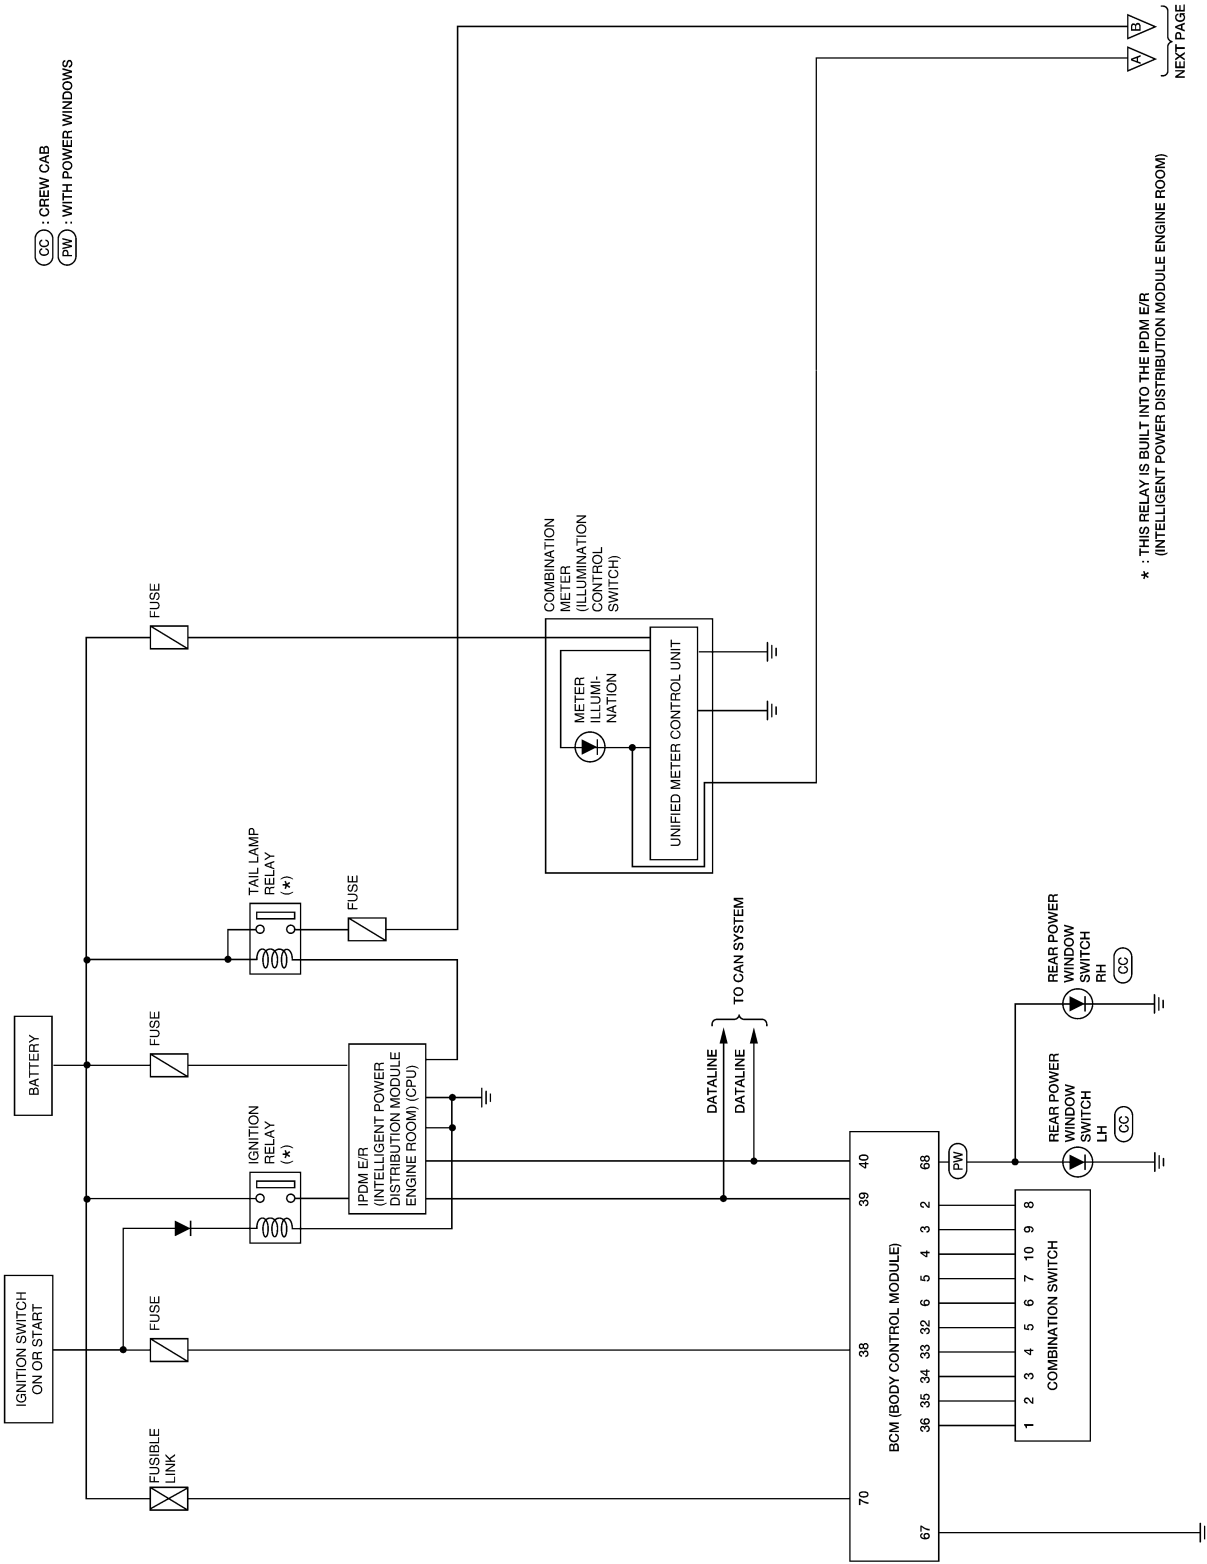 IGNITION SWITCH
ON OR START
BATTERY
CC : CREW CAB
PW : WITH POWER WINDOWS
FUSIBLE
LINK
FUSE
FUSE
FUSE
IGNITION
RELAY
(*)
TAIL LAMP
RELAY
(*)
FUSE
IPDM E/R
(INTELLIGENT POWER
DISTRIBUTION MODULE
ENGINE ROOM) (CPU)
COMBINATION
METER
(ILLUMINATION
CONTROL
SWITCH)
METER
ILLUMI-
NATION
UNIFIED METER CONTROL UNIT
DATALINE
DATALINE
TO CAN SYSTEM
70
38
39
40
BCM (BODY CONTROL MODULE)
67
36
35
34
33
32
6
5
4
3
2
68
PW
1
2
3
4
5
6
7
10
9
8
COMBINATION SWITCH
REAR POWER
WINDOW
SWITCH
LH
CC
REAR POWER
WINDOW
SWITCH
RH
CC
A
B
NEXT PAGE
* : THIS RELAY IS BUILT INTO THE IPDM E/R
(INTELLIGENT POWER DISTRIBUTION MODULE ENGINE ROOM)